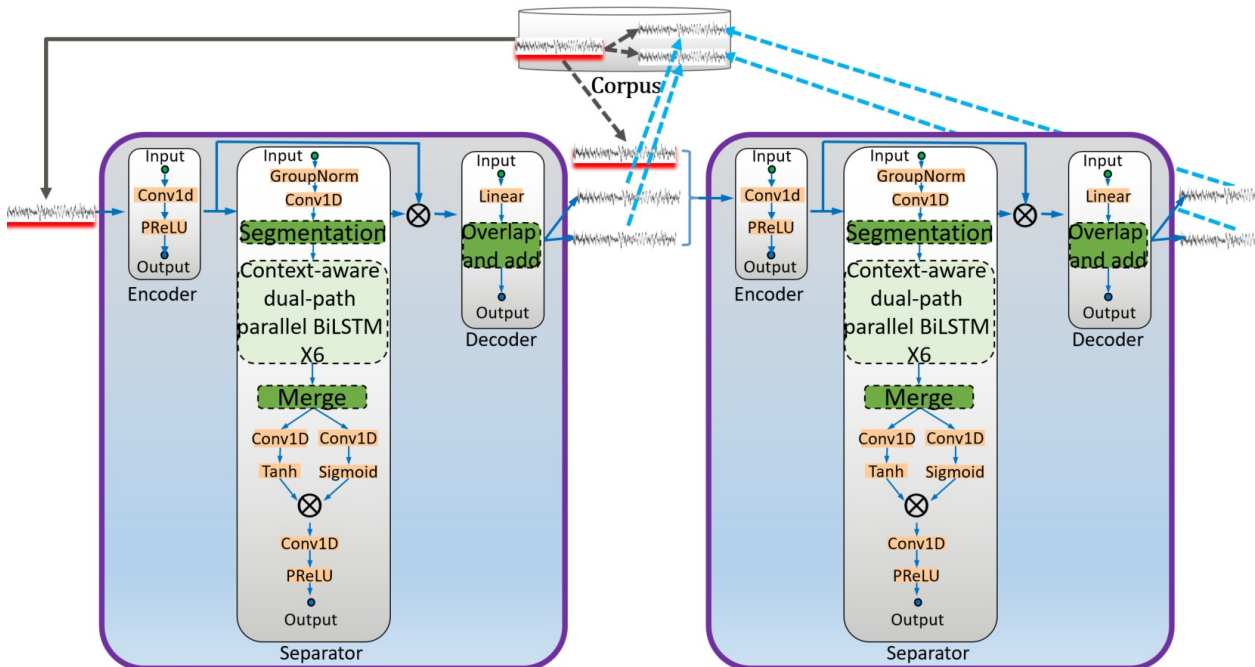 Corpus
Input
Conv1d
PReLU
Output
Encoder
Input
GroupNorm
Conv1D
Segmentation
Context-aware
dual-path
parallel BiLSTM
X6
Merge
Conv1D
Conv1D
Tanh
Sigmoid
Conv1D
PReLU
Output
Separator
Input
Linear
Overlap
and add
Output
Decoder
Input
Conv1d
PReLU
Output
Encoder
Input
GroupNorm
Conv1D
Segmentation
Context-aware
dual-path
parallel BiLSTM
X6
Merge
Conv1D
Conv1D
Tanh
Sigmoid
Conv1D
PReLU
Output
Separator
Input
Linear
Overlap
and add
Output
Decoder